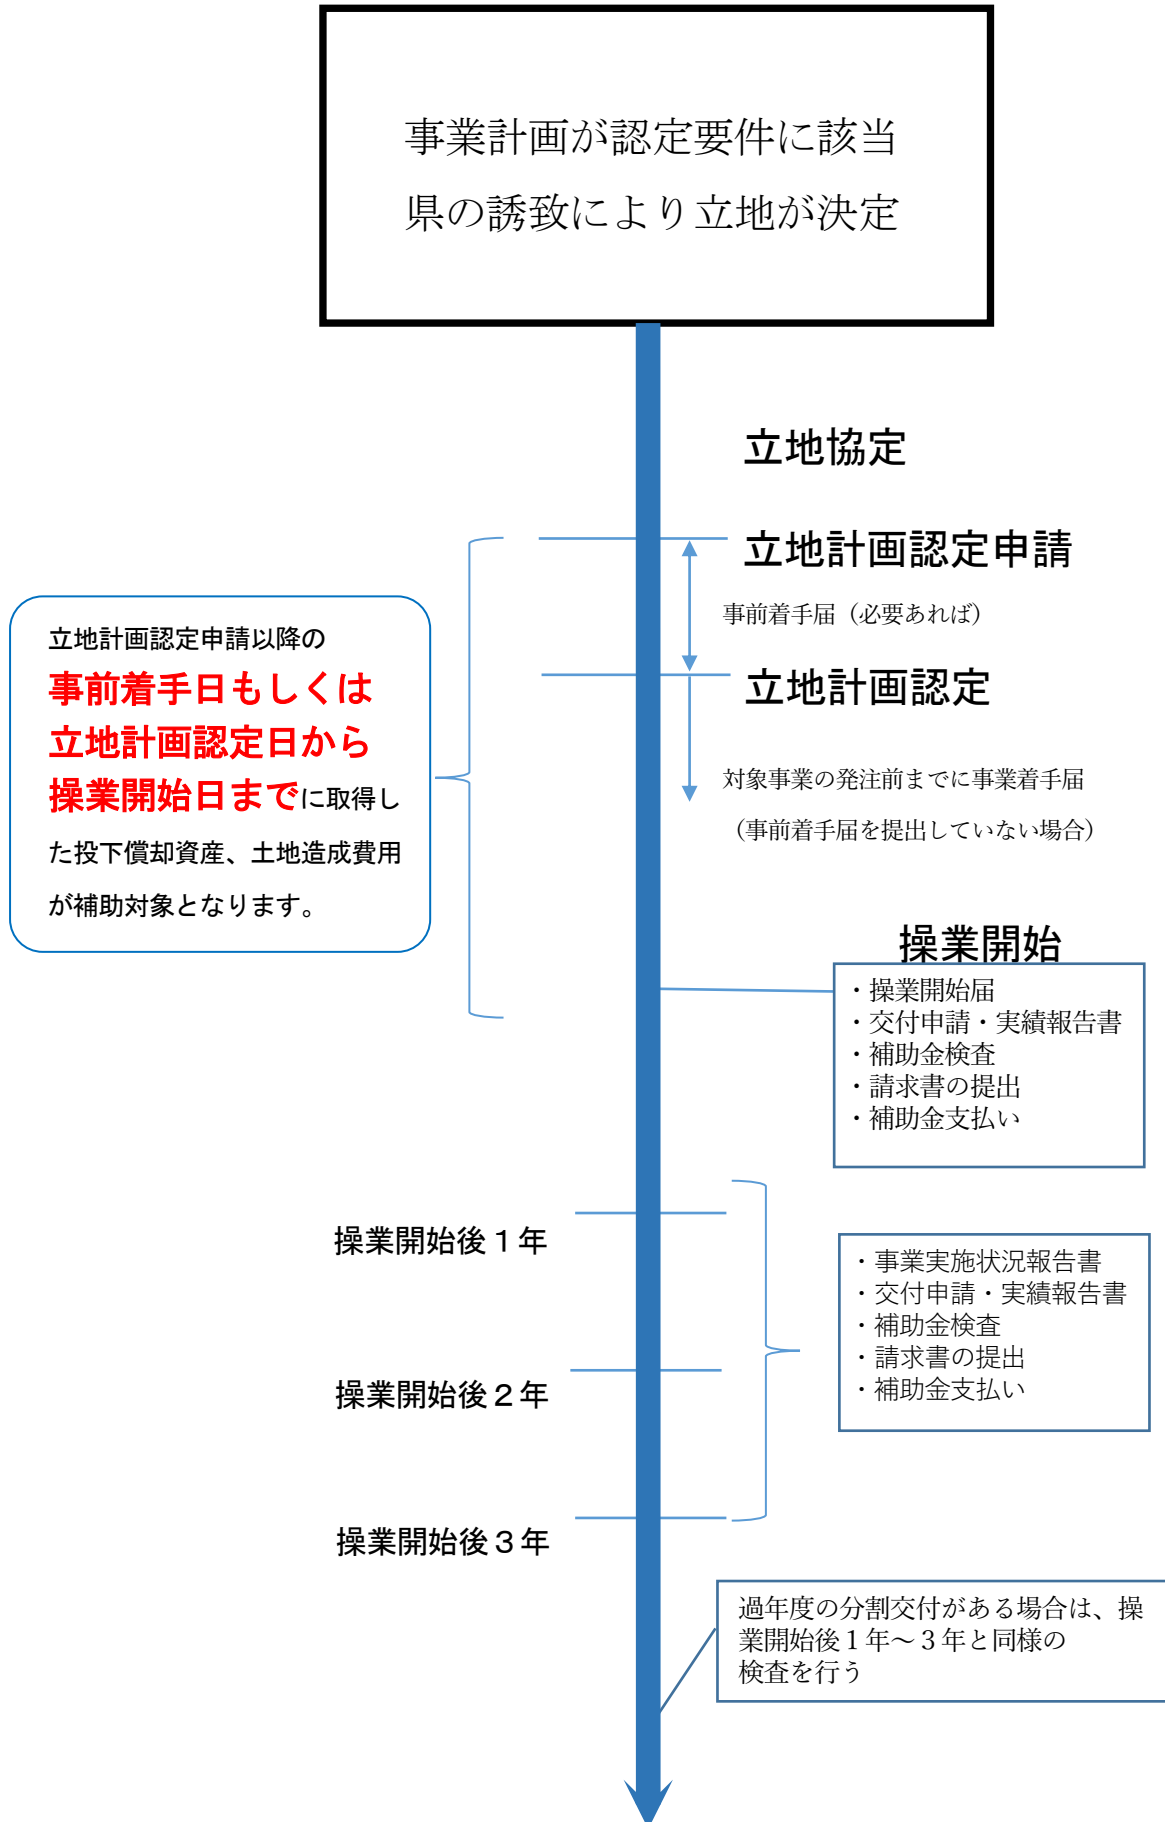 事業計画が認定要件に該当
県の誘致により立地が決定
立地協定
立地計画認定申請
事前着手届（必要あれば）
立地計画認定
対象事業の発注前までに事業着手届
（事前着手届を提出していない場合）
立地計画認定申請以降の
事前着手日もしくは
立地計画認定日から
操業開始日までに取得し
た投下償却資産、土地造成費用
が補助対象となります。
操業開始
・操業開始届
・交付申請・実績報告書
・補助金検査
・請求書の提出
・補助金支払い
操業開始後１年
操業開始後２年
操業開始後３年
・事業実施状況報告書
・交付申請・実績報告書
・補助金検査
・請求書の提出
・補助金支払い
過年度の分割交付がある場合は、操
業開始後１年～３年と同様の
検査を行う